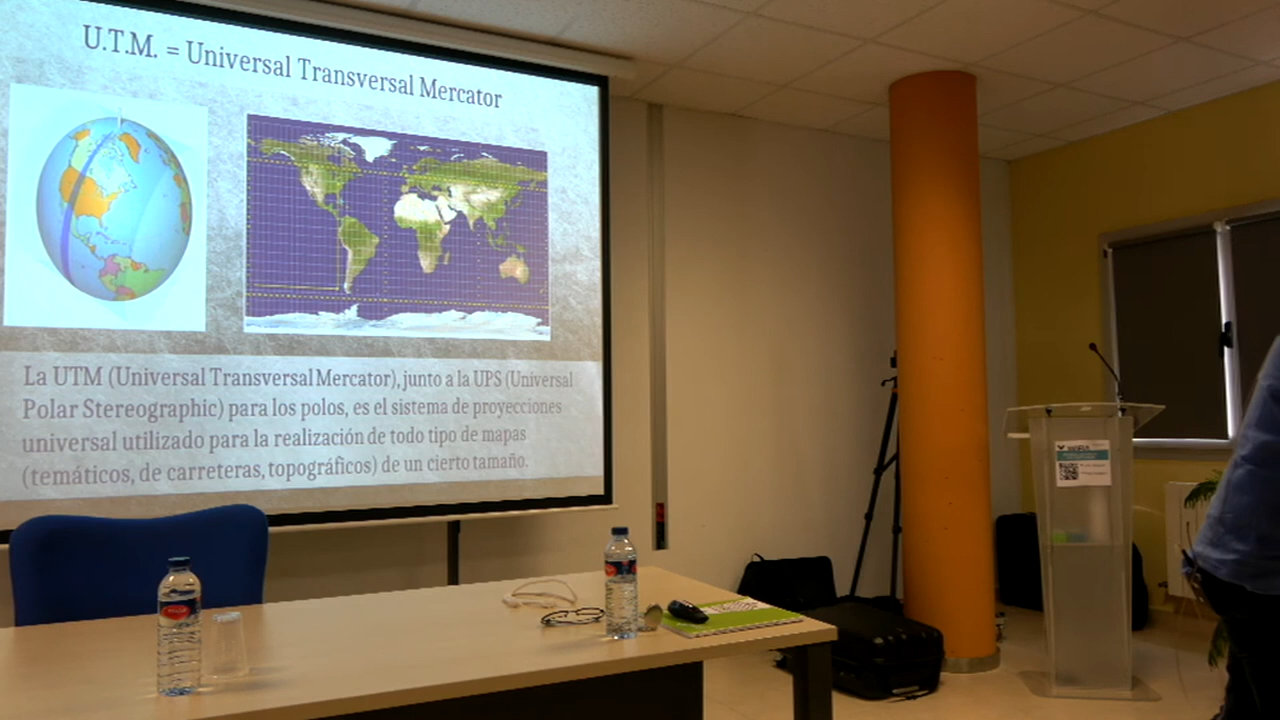 U.T.M. = Universal Transversal Mercator
La UTM (Universal Transversal Mercator), junto a la UPS (Universal
Polar Stereographic) para los polos, es el sistema de proyecciones
universal utilizado para la realización de todo tipo de mapas
(temáticos, de carreteras, topográficos) de un cierto tamaño.